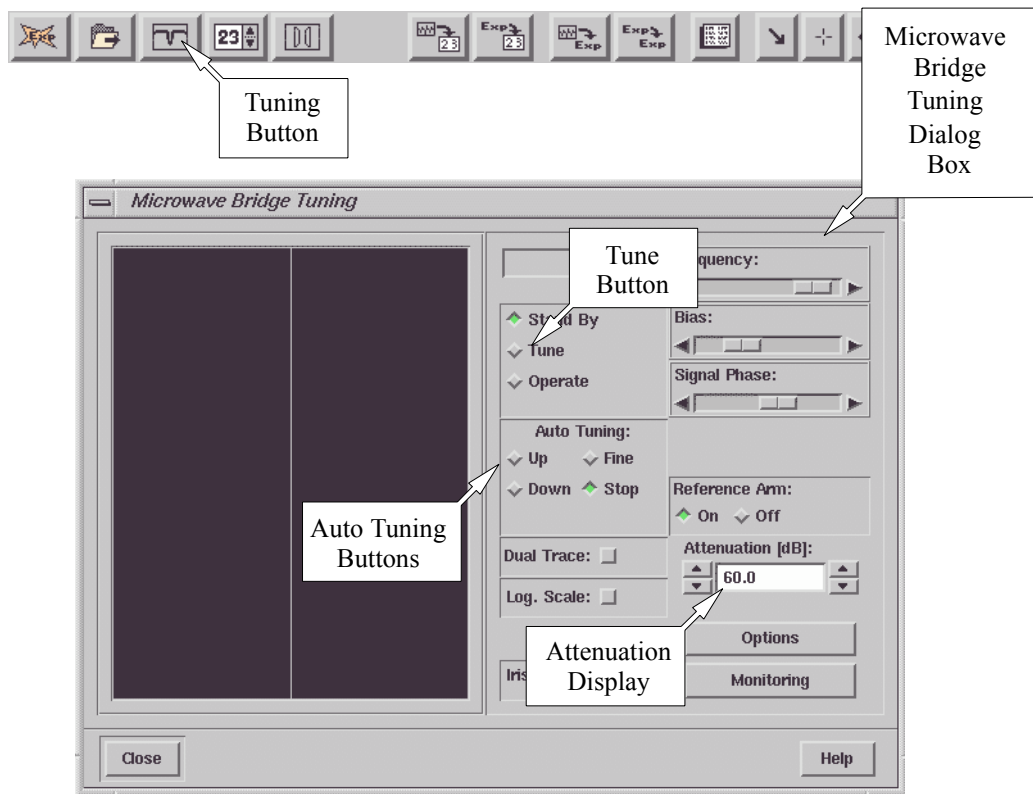 Exp
23
23
Exp
23
Exp
Exp
Exp
Tuning
Button
Microwave
Bridge
Tuning
Dialog
Box
Microwave Bridge Tuning
Tune
Button
Stand By
Tune
Operate
Bias:
Signal Phase:
Auto Tuning:
Up
Fine
Down
Stop
Auto Tuning
Buttons
Reference Arm:
On
Off
Dual Trace:
Log. Scale:
Attenuation [dB]:
60.0
Attenuation
Display
Options
Monitoring
Close
Help